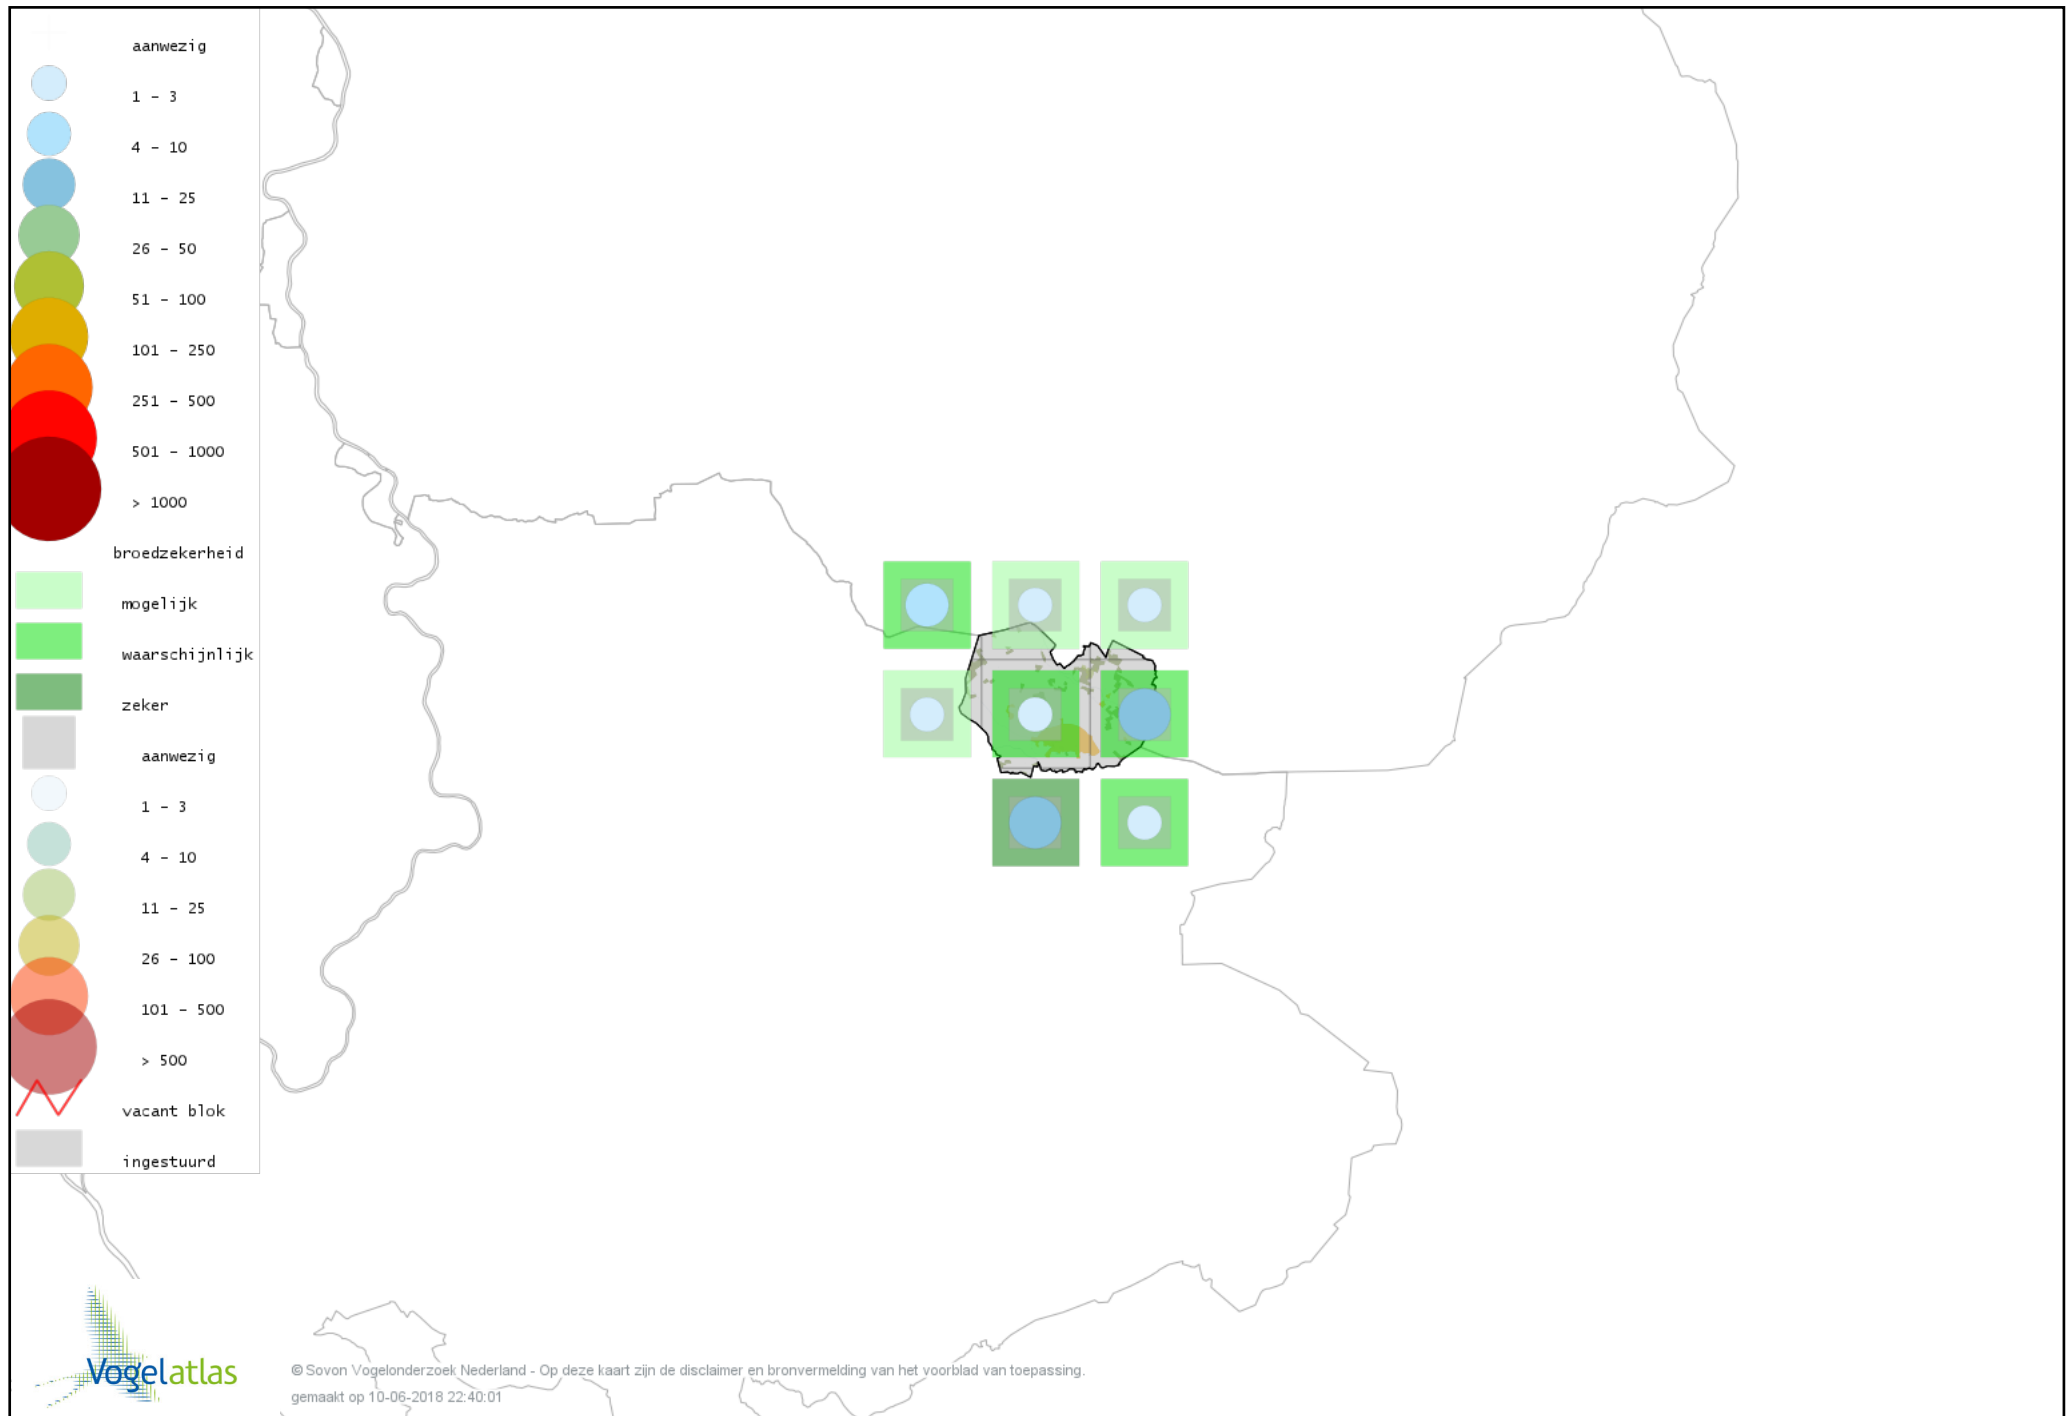 aanwezig
1 - 3
4 - 10
11 - 25
26 - 50
51 - 100
101 - 250
251 - 500
501 - 1000
> 1000
broedzekerheid
mogelijk
waarschijnlijk
zeker
aanwezig
1 - 3
4 - 10
11 - 25
26 - 100
101 - 500
> 500
vacant blok
ingestuurd
Vogelatlas
© Sovon Vogelonderzoek Nederland - Op deze kaart zijn de disclaimer en bronvermelding van het voorblad van toepassing.
gemaakt op 10-06-2018 22:40:01